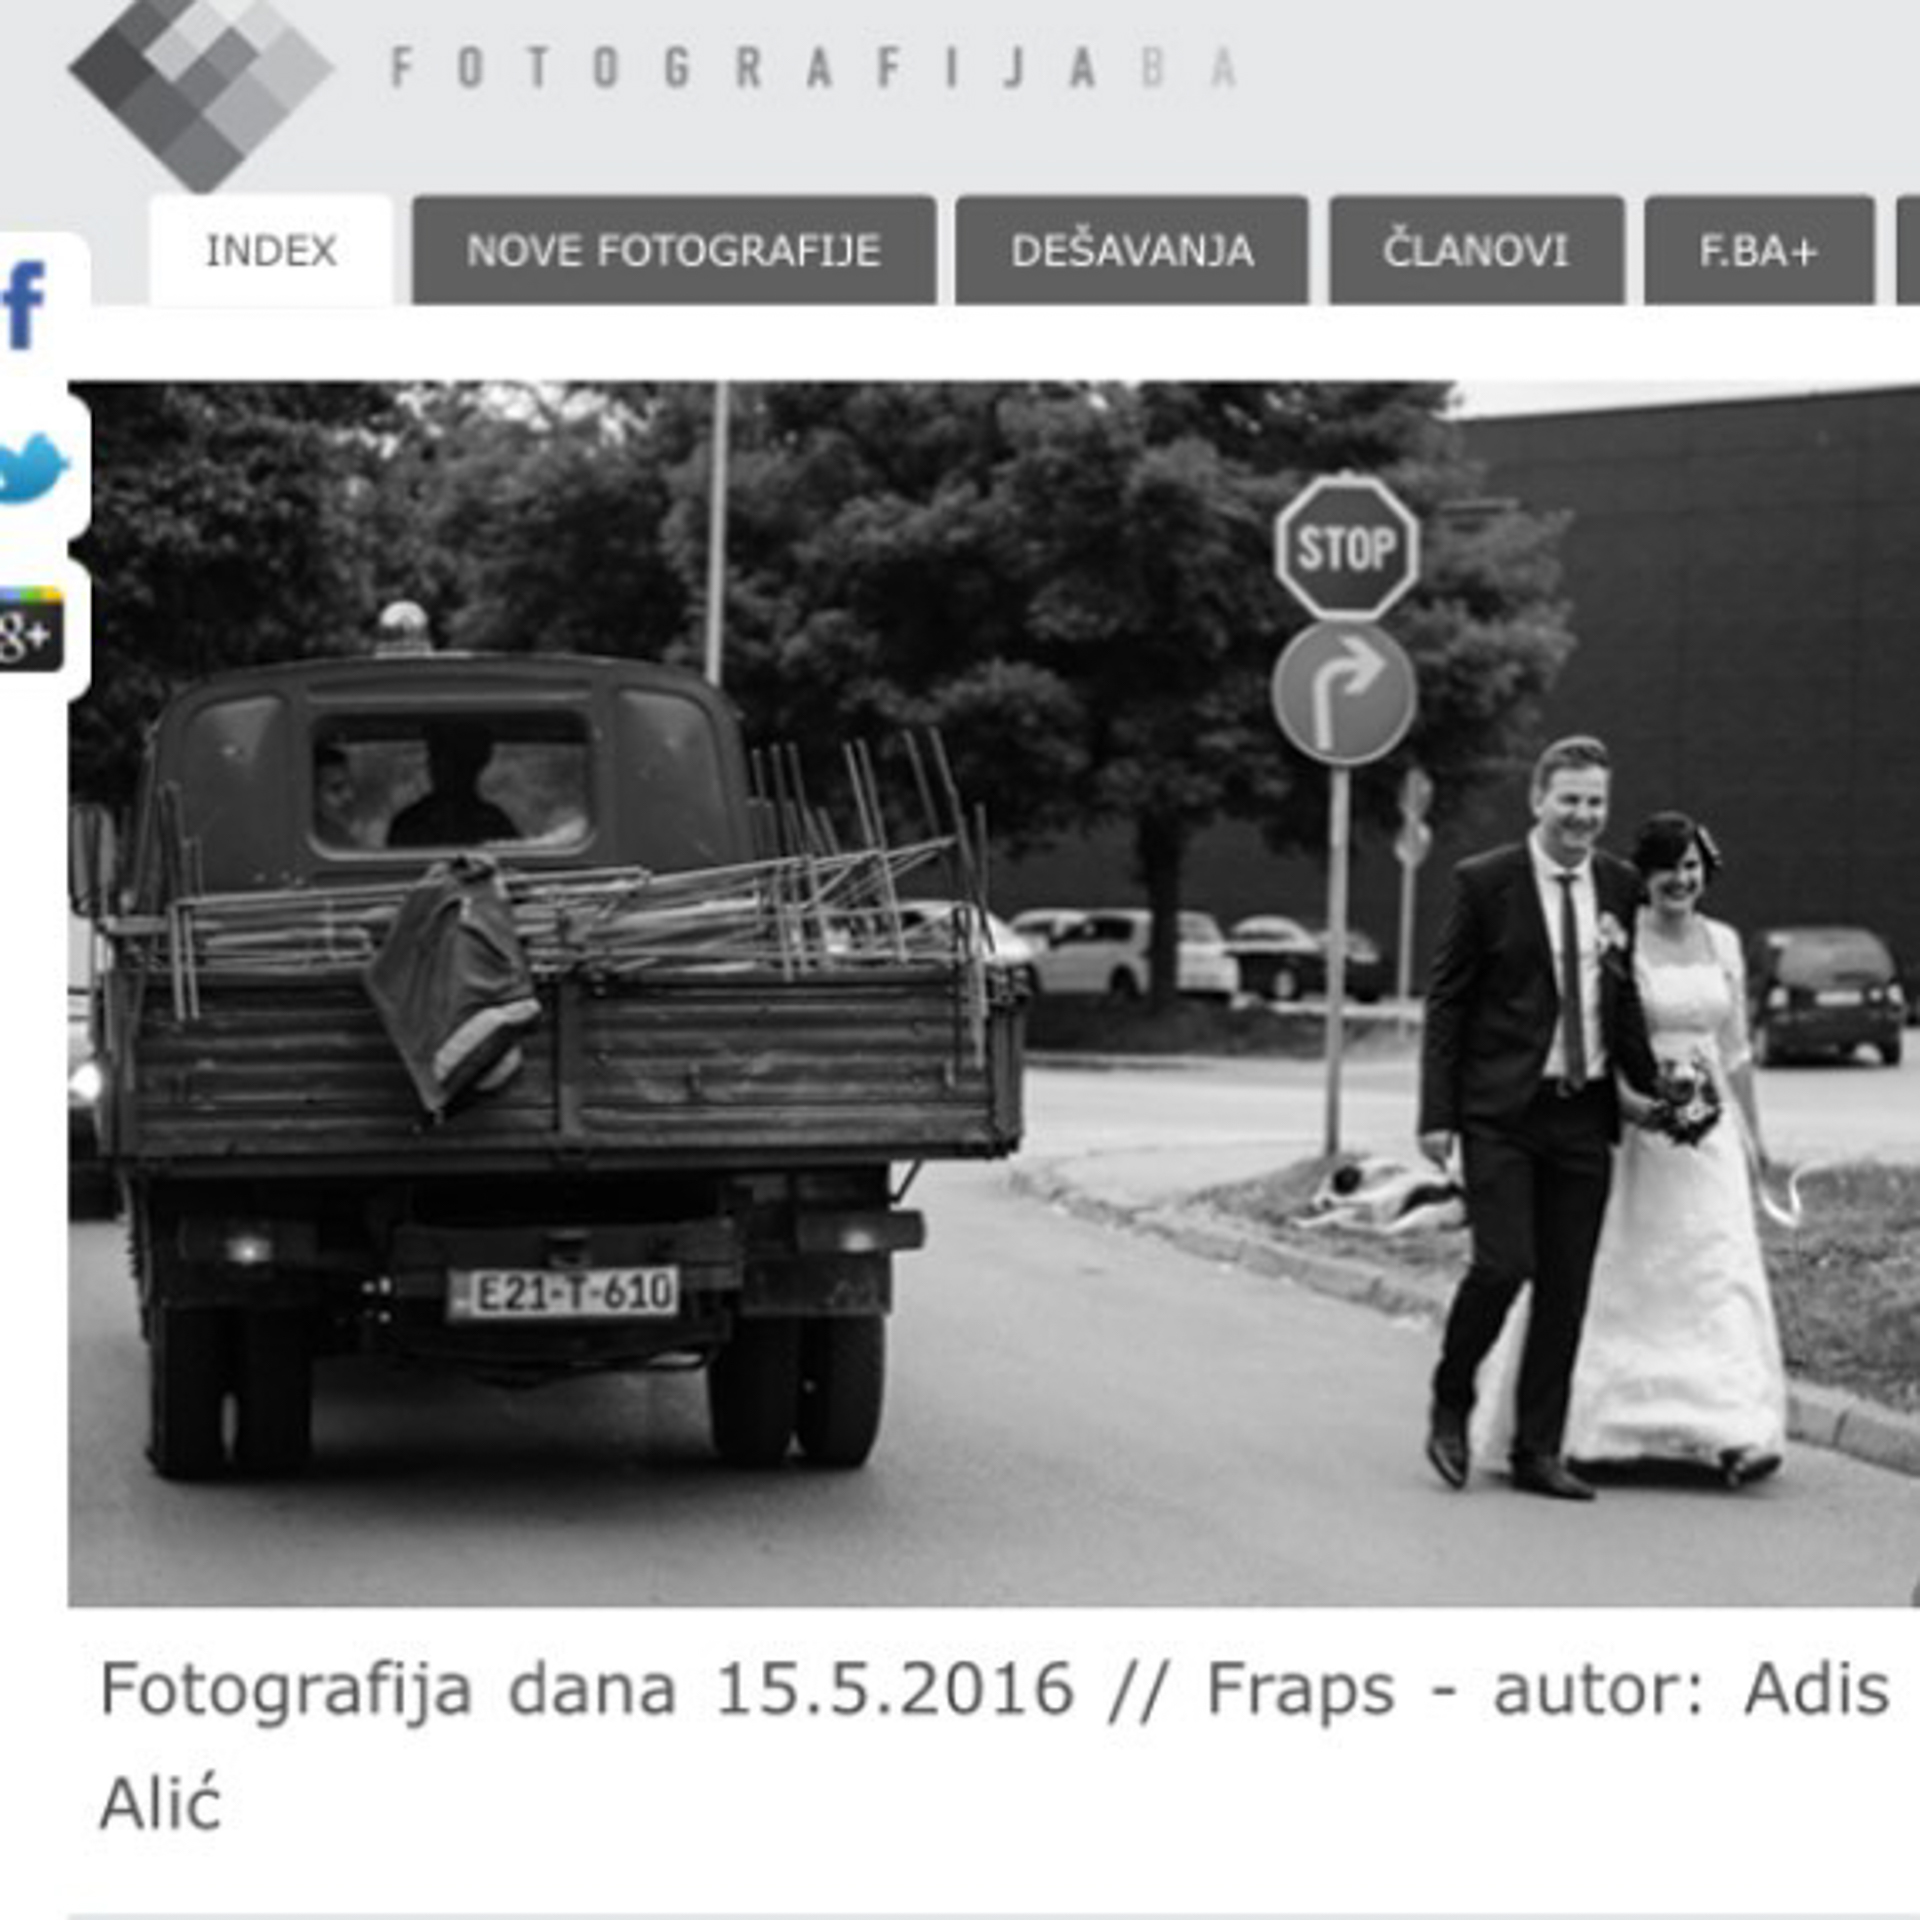 FOTOGRAFIJABA
INDEX NOVE FOTOGRAFIJE DEŠAVANJA ČLANOVI F.BA+
f
8+
STOP
E21-T-610
Fotografija dana 15.5.2016 // Fraps - autor: Adis
Alić